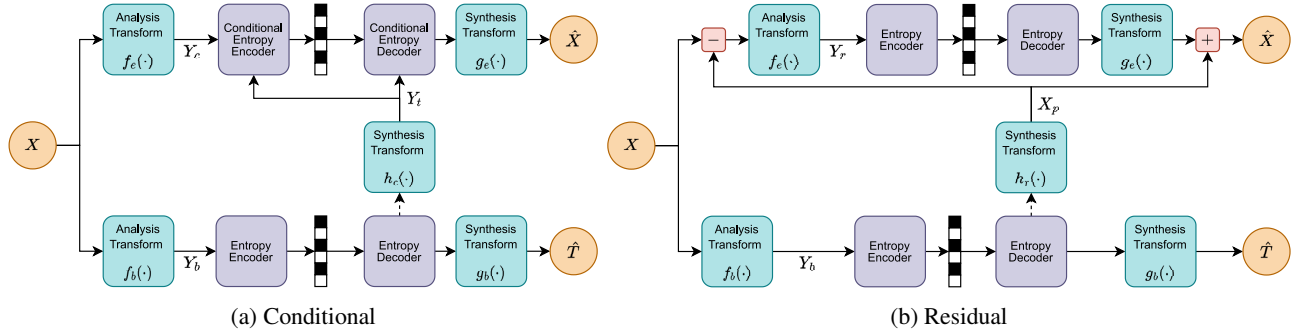 Analysis
Transform
f_e(·)
Y_c
Conditional
Entropy
Encoder
Conditional
Entropy
Decoder
Synthesis
Transform
g_e(·)
X̂
Y_t
X
Synthesis
Transform
h_c(·)
Analysis
Transform
f_b(·)
Y_b
Entropy
Encoder
Entropy
Decoder
Synthesis
Transform
g_b(·)
T̂
(a) Conditional
−
Analysis
Transform
f_e(·)
Y_r
Entropy
Encoder
Entropy
Decoder
Synthesis
Transform
g_e(·)
+
X̂
X_p
X
Synthesis
Transform
h_r(·)
Analysis
Transform
f_b(·)
Y_b
Entropy
Encoder
Entropy
Decoder
Synthesis
Transform
g_b(·)
T̂
(b) Residual